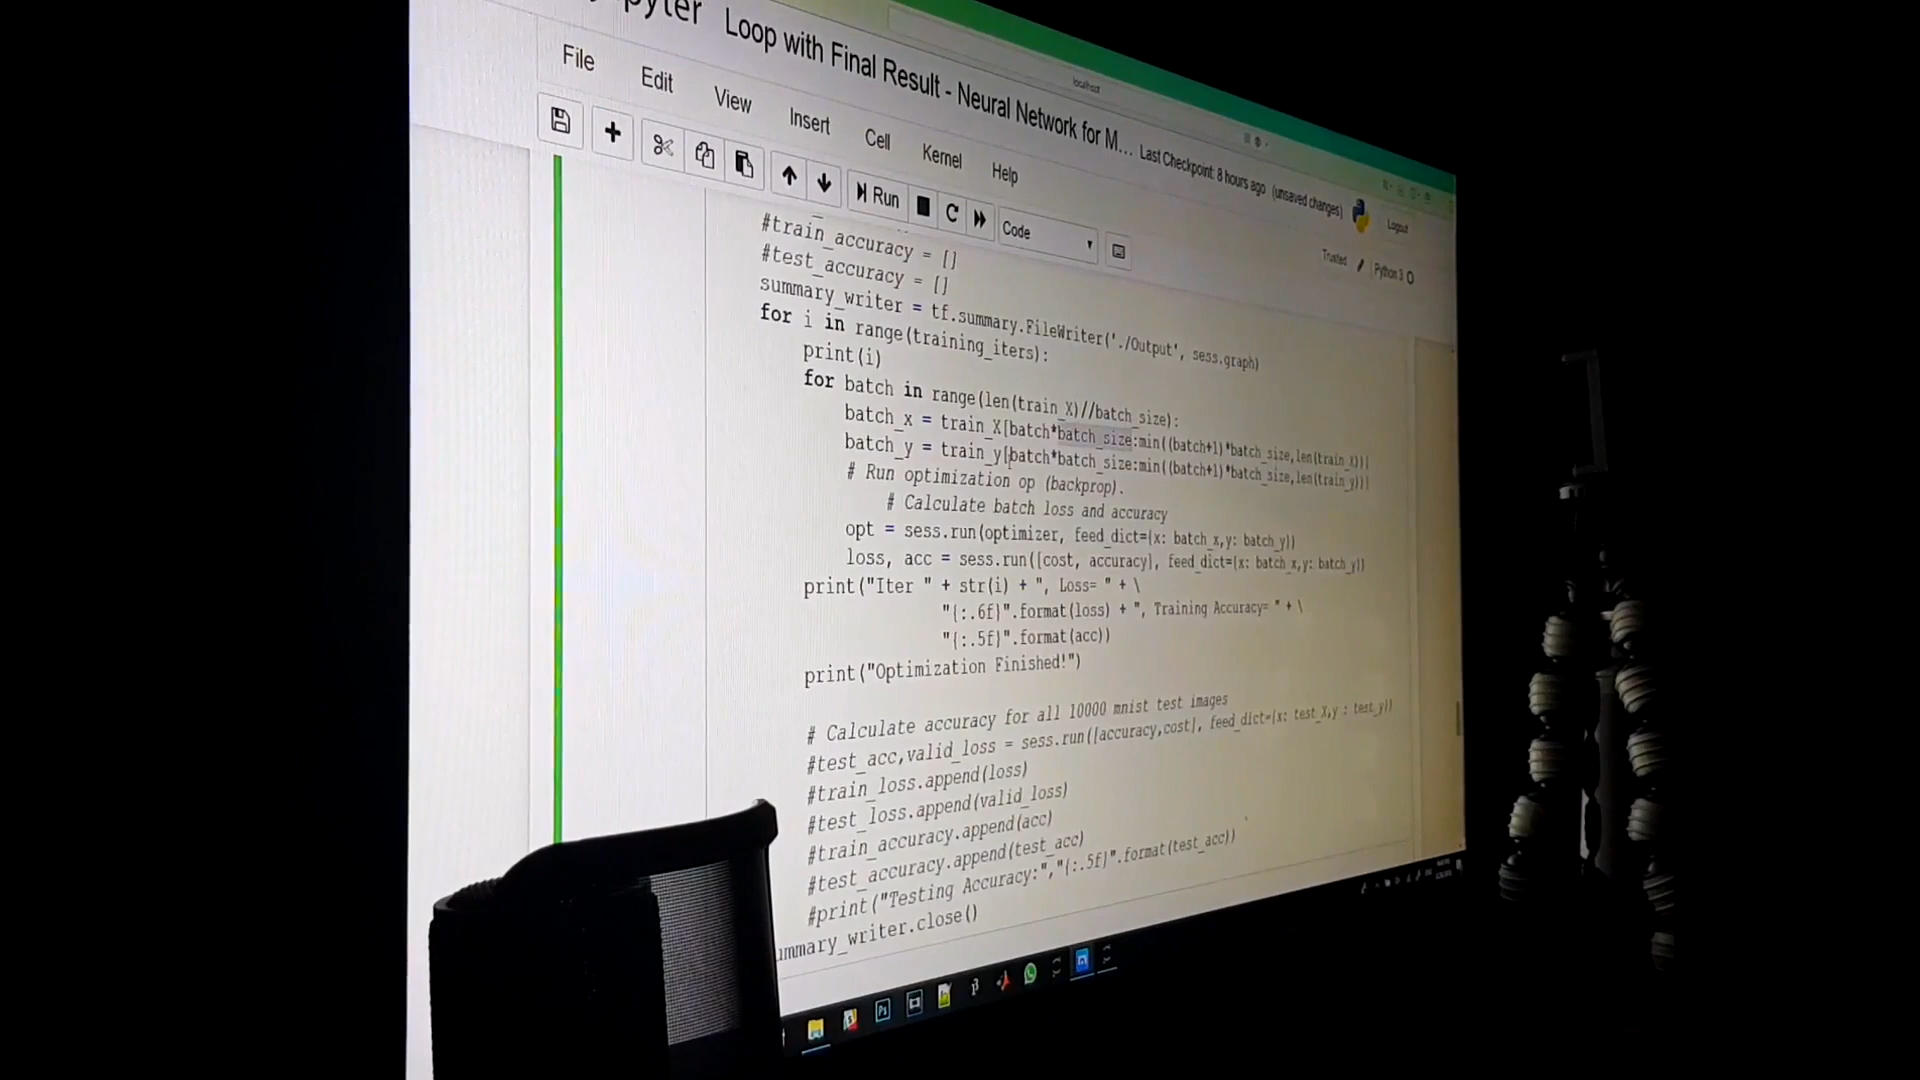 Loop with Final Result - Neural Network for M...
Last Checkpoint: 8 hours ago (unsaved changes)
localhost
Logout
File Edit View Insert Cell Kernel Help
Trusted
Python 3
Run
Code
#train_accuracy = []
#test_accuracy = []
summary_writer = tf.summary.FileWriter('./Output', sess.graph)
for i in range(training_iters):
print(i)
for batch in range(len(train_X)//batch_size):
batch_x = train_X[batch*batch_size:min((batch+1)*batch_size,len(train_X))]
batch_y = train_y[batch*batch_size:min((batch+1)*batch_size,len(train_y))]
# Run optimization op (backprop).
# Calculate batch loss and accuracy
opt = sess.run(optimizer, feed_dict={x: batch_x,y: batch_y})
loss, acc = sess.run([cost, accuracy], feed_dict={x: batch_x,y: batch_y})
print("Iter " + str(i) + ", Loss= " + \
"{:.6f}".format(loss) + ", Training Accuracy= " + \
"{:.5f}".format(acc))
print("Optimization Finished!")
# Calculate accuracy for all 10000 mnist test images
#test_acc,valid_loss = sess.run([accuracy,cost], feed_dict={x: test_X,y : test_y})
#train_loss.append(loss)
#test_loss.append(valid_loss)
#train_accuracy.append(acc)
#test_accuracy.append(test_acc)
#print("Testing Accuracy:","{:.5f}".format(test_acc))
ummary_writer.close()
Ps